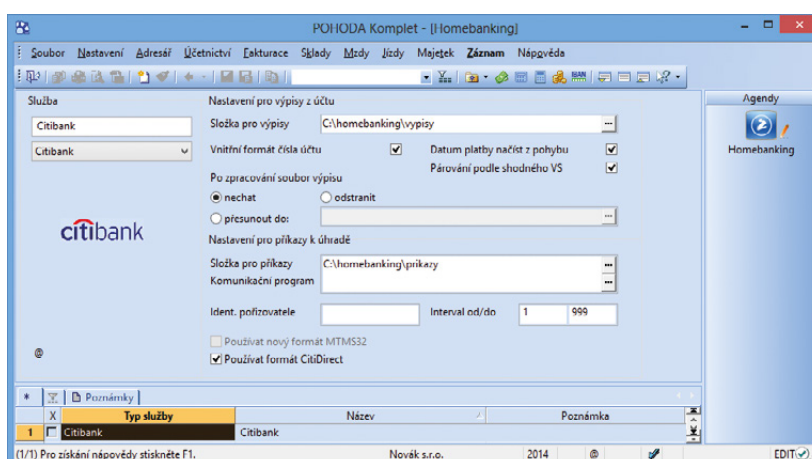 POHODA Komplet - [Homebanking]
Soubor Nastavení Adresář Účetnictví Fakturace Sklady Mzdy Jízdy Majetek Záznam Nápověda
Služba
Citibank
Citibank
citibank
@
Nastavení pro výpisy z účtu
Složka pro výpisy C:\homebanking\vypisy ...
Vnitřní formát čísla účtu Datum platby načíst z pohybu
Párování podle shodného VS
Po zpracování soubor výpisu
nechat odstranit
přesunout do: ...
Nastavení pro příkazy k úhradě
Složka pro příkazy C:\homebanking\prikazy ...
Komunikační program ...
Ident. pořizovatele Interval od/do 1 999
Používat nový formát MTMS32
Používat formát CitiDirect
Agendy
Homebanking
* Poznámky
X Typ služby Název Poznámka
1 Citibank Citibank
(1/1) Pro získání nápovědy stiskněte F1. Novák s.r.o. 2014 @ EDIT